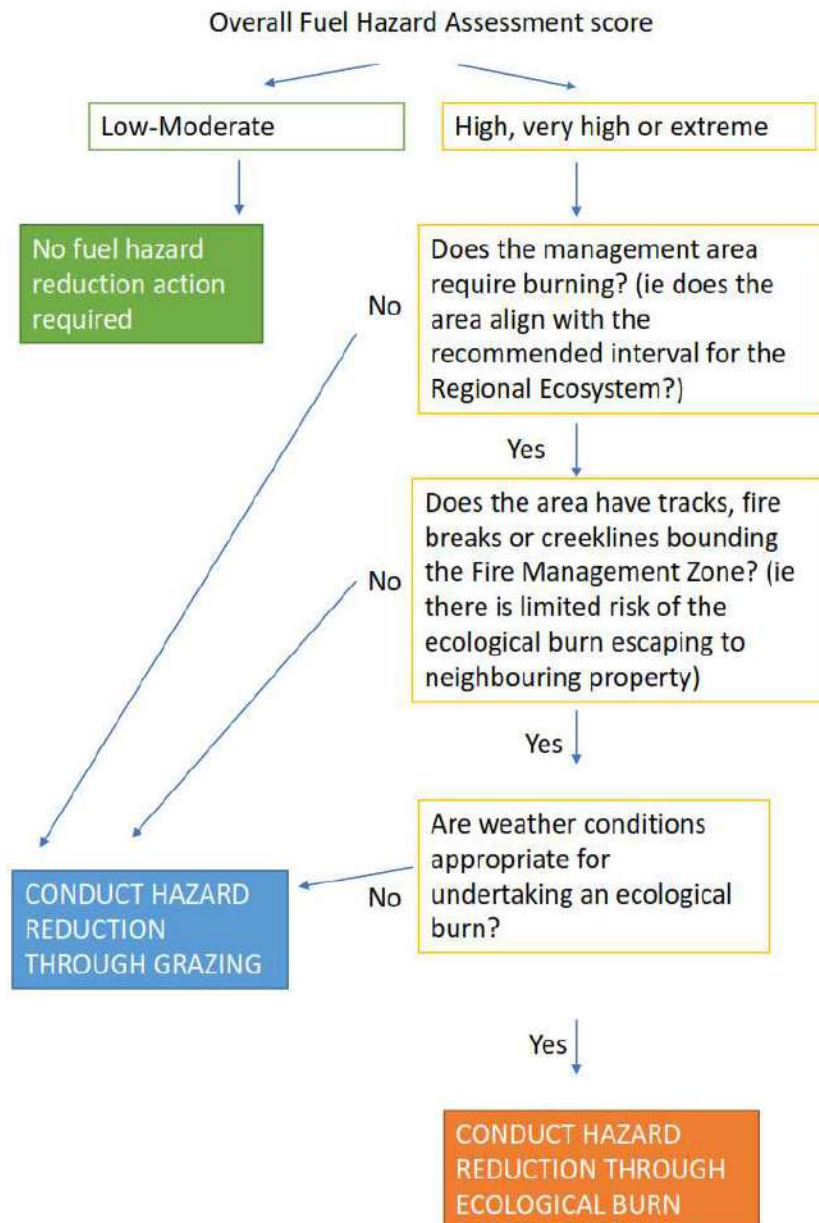 Overall Fuel Hazard Assessment score
Low-Moderate
High, very high or extreme
No fuel hazard
reduction action
required
Does the management area
require burning? (ie does the
area align with the
recommended interval for the
Regional Ecosystem?)
No
Yes
Does the area have tracks, fire
breaks or creeklines bounding
the Fire Management Zone? (ie
there is limited risk of the
ecological burn escaping to
neighbouring property)
No
Yes
Are weather conditions
appropriate for
undertaking an ecological
burn?
No
CONDUCT HAZARD
REDUCTION
THROUGH GRAZING
Yes
CONDUCT HAZARD
REDUCTION THROUGH
ECOLOGICAL BURN